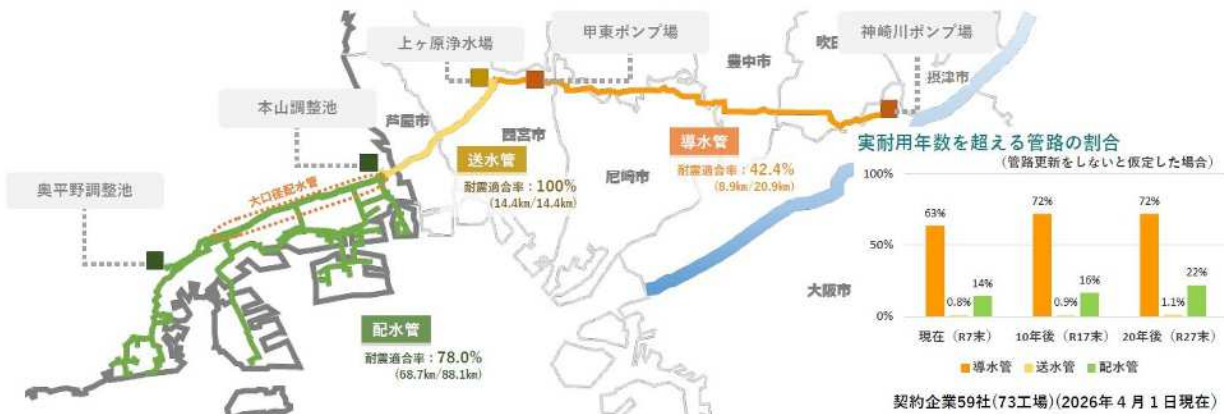 上ヶ原浄水場
甲東ポンプ場
神崎川ポンプ場
豊中市
摂津市
本山調整池
芦屋市
西宮市
尼崎市
大阪市
奥平野調整池
大口径配水管
送水管
耐震適合率：100%
(14.4km/14.4km)
導水管
耐震適合率：42.4%
(8.9km/20.9km)
配水管
耐震適合率：78.0%
(68.7km/88.1km)
実耐用年数を超える管路の割合
(管路更新をしないと仮定した場合)
100%
50%
0%
63%
0.8%
14%
72%
0.9%
16%
72%
1.1%
22%
現在（R7末）
10年後（R17末）
20年後（R27末）
導水管 送水管 配水管
契約企業59社(73工場)(2026年４月１日現在)